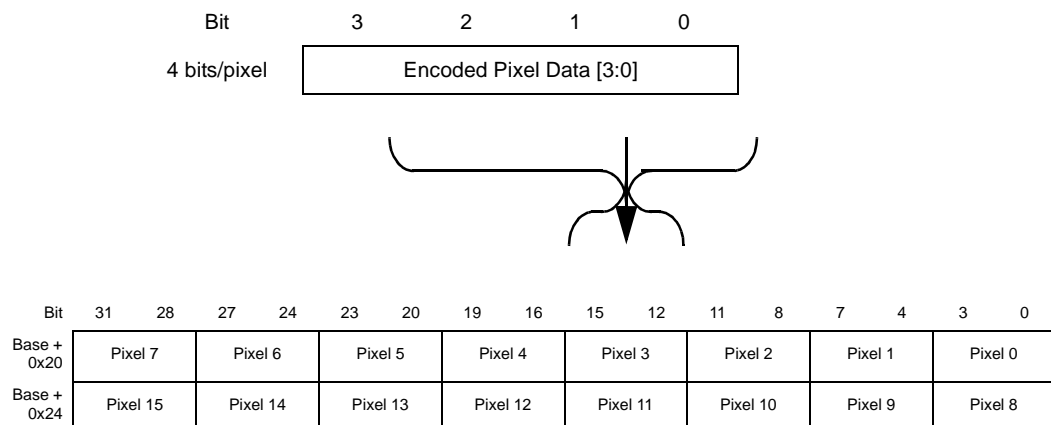 Bit 3 2 1 0
4 bits/pixel Encoded Pixel Data [3:0]
Bit 31 28 27 24 23 20 19 16 15 12 11 8 7 4 3 0
Base +
0x20
Pixel 7 Pixel 6 Pixel 5 Pixel 4 Pixel 3 Pixel 2 Pixel 1 Pixel 0
Base +
0x24
Pixel 15 Pixel 14 Pixel 13 Pixel 12 Pixel 11 Pixel 10 Pixel 9 Pixel 8